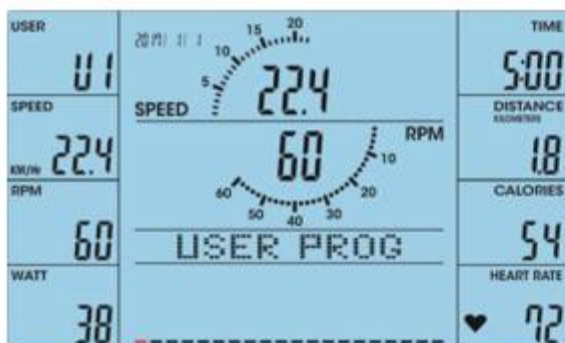 USER
U1
SPEED
KM/Hr 22.4
RPM
60
WATT
38
20 15 10 5
SPEED 22.4
60 RPM
10 20 30 40 50 60
USER PROG
TIME
5:00
DISTANCE
KILOMETERS
1.8
CALORIES
54
HEART RATE
72